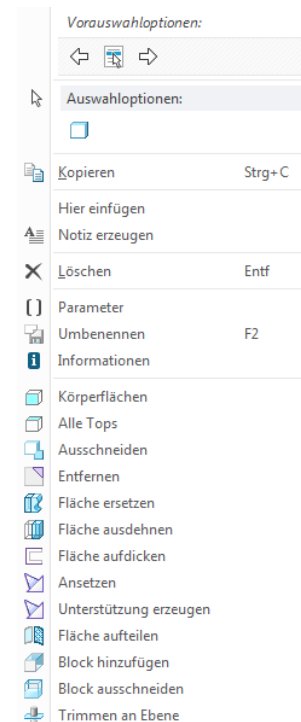 Vorauswahloptionen:
Auswahloptionen:
Kopieren Strg+C
Hier einfügen
Notiz erzeugen
Löschen Entf
Parameter
Umbenennen F2
Informationen
Körperflächen
Alle Tops
Ausschneiden
Entfernen
Fläche ersetzen
Fläche ausdehnen
Fläche aufdicken
Ansetzen
Unterstützung erzeugen
Fläche aufteilen
Block hinzufügen
Block ausschneiden
Trimmen an Ebene